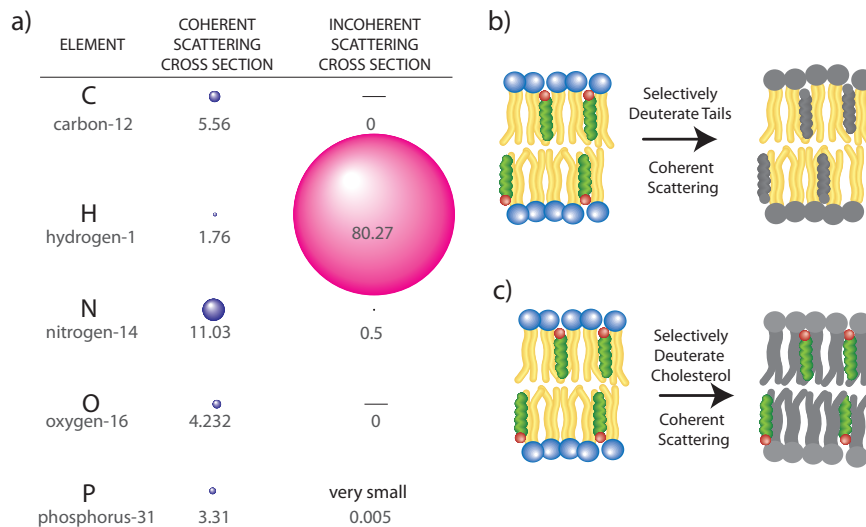 a)
ELEMENT
COHERENT
SCATTERING
CROSS SECTION
INCOHERENT
SCATTERING
CROSS SECTION
C
carbon-12
5.56
0
H
hydrogen-1
1.76
80.27
N
nitrogen-14
11.03
0.5
O
oxygen-16
4.232
0
P
phosphorus-31
3.31
very small
0.005
b)
Selectively
Deuterate Tails
Coherent
Scattering
c)
Selectively
Deuterate
Cholesterol
Coherent
Scattering